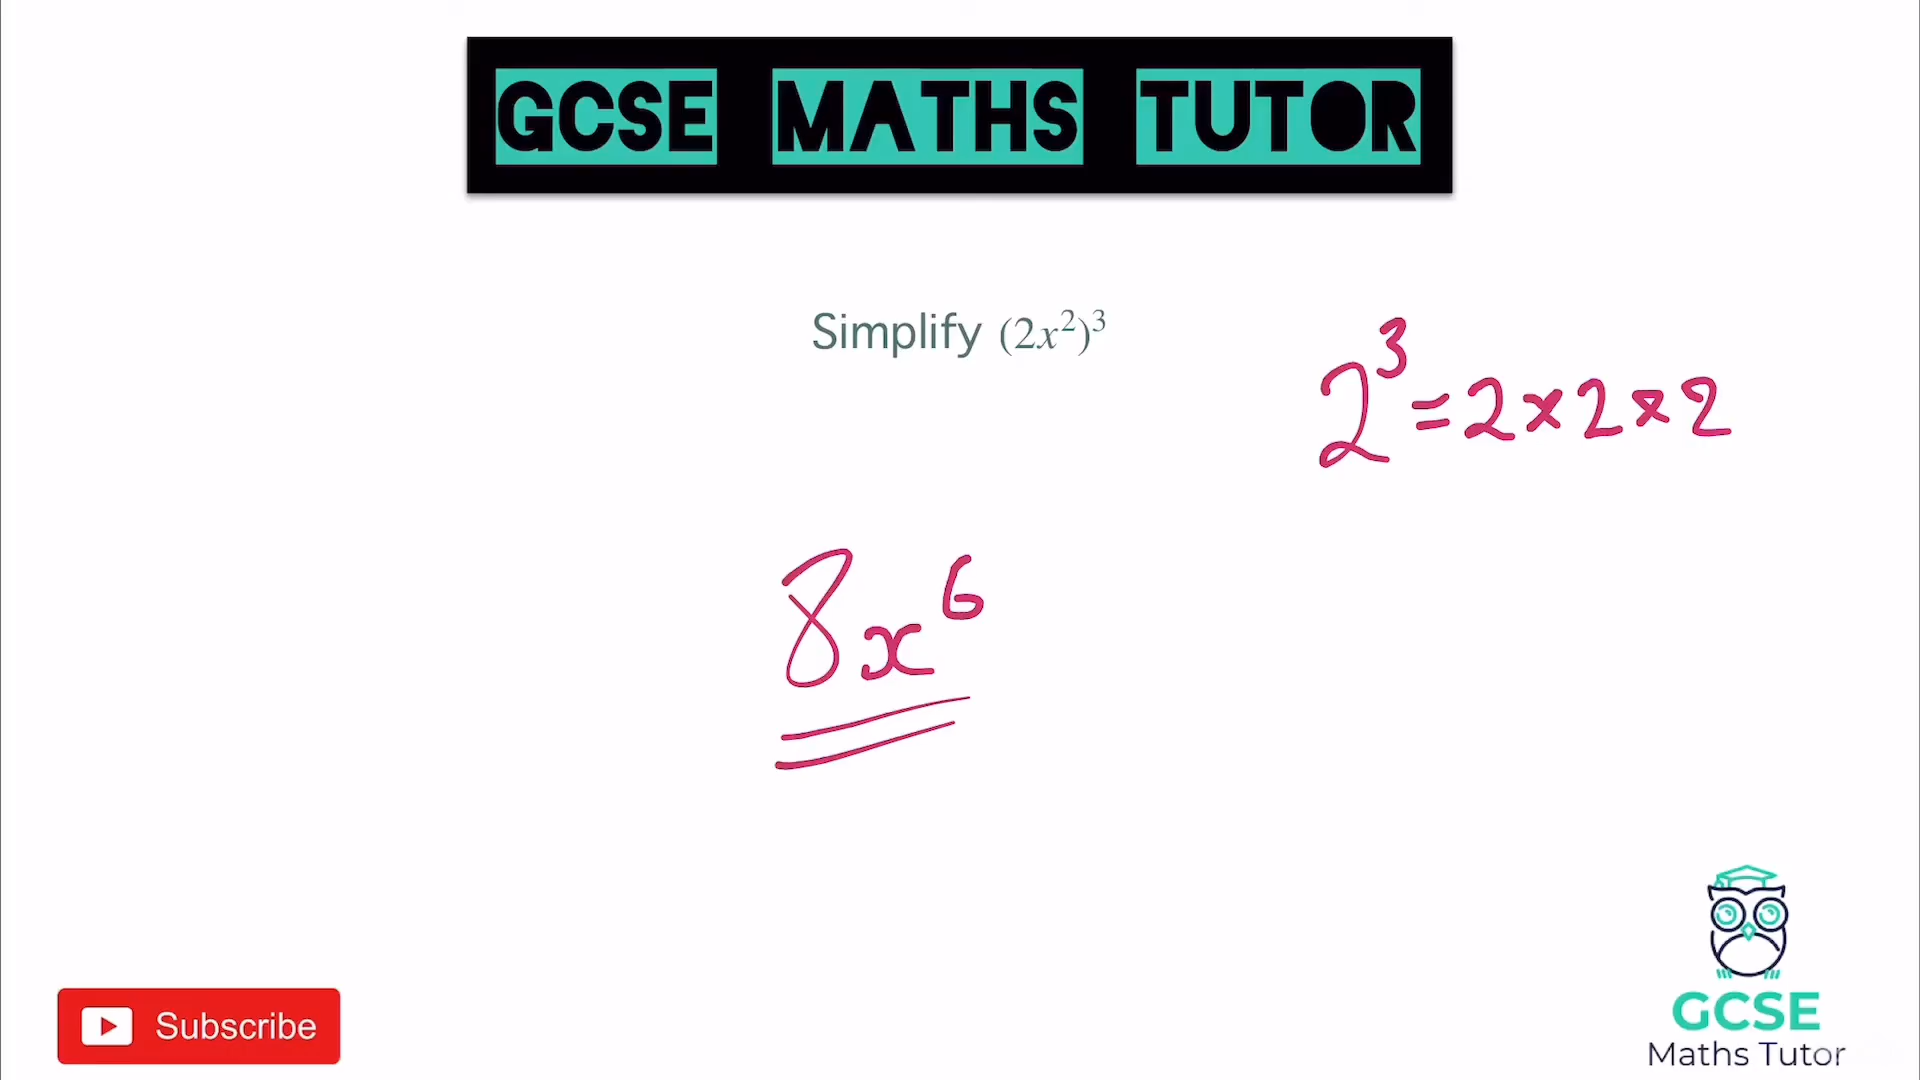 GCSE MATHS TUTOR
Simplify (2x²)³
2³ = 2 × 2 × 2
8x⁶
Subscribe
GCSE
Maths Tutor